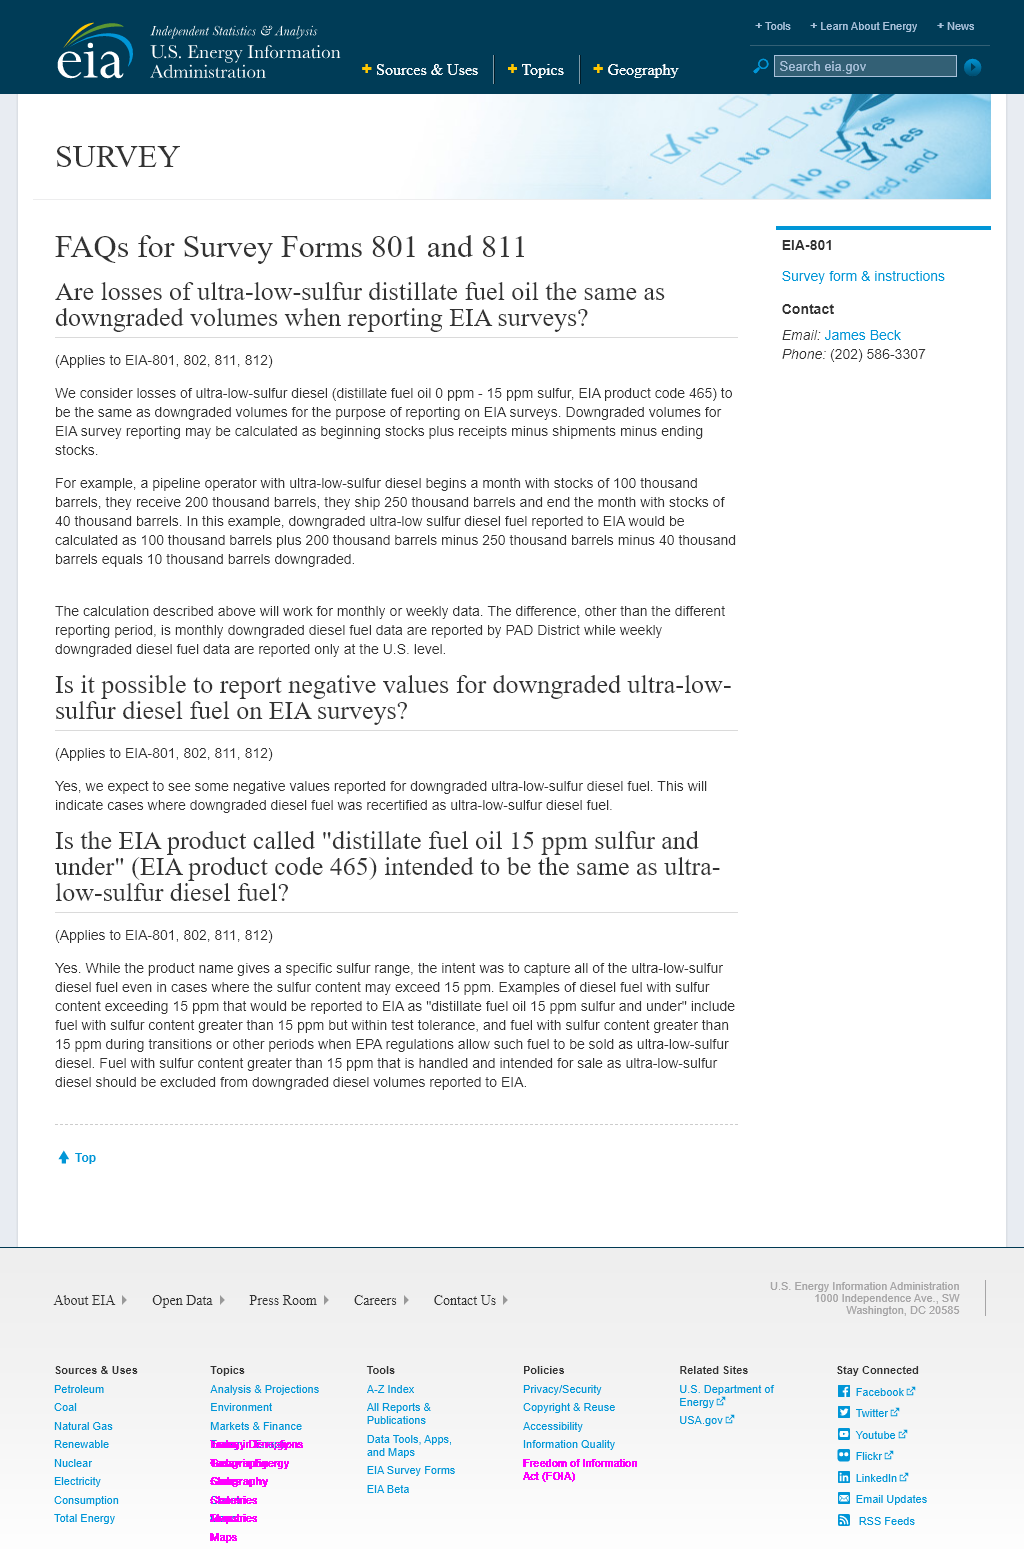 Independent Statistics & Analysis
U.S. Energy Information
Administration
eia
+ Sources & Uses
+ Topics
+ Geography
+ Tools
+ Learn About Energy
+ News
Search eia.gov
No
Yes
Yes
No
No
Yes
red, and
SURVEY
FAQs for Survey Forms 801 and 811
Are losses of ultra-low-sulfur distillate fuel oil the same as
downgraded volumes when reporting EIA surveys?
(Applies to EIA-801, 802, 811, 812)
We consider losses of ultra-low-sulfur diesel (distillate fuel oil 0 ppm - 15 ppm sulfur, EIA product code 465) to
be the same as downgraded volumes for the purpose of reporting on EIA surveys. Downgraded volumes for
EIA survey reporting may be calculated as beginning stocks plus receipts minus shipments minus ending
stocks.
For example, a pipeline operator with ultra-low-sulfur diesel begins a month with stocks of 100 thousand
barrels, they receive 200 thousand barrels, they ship 250 thousand barrels and end the month with stocks of
40 thousand barrels. In this example, downgraded ultra-low sulfur diesel fuel reported to EIA would be
calculated as 100 thousand barrels plus 200 thousand barrels minus 250 thousand barrels minus 40 thousand
barrels equals 10 thousand barrels downgraded.
The calculation described above will work for monthly or weekly data. The difference, other than the different
reporting period, is monthly downgraded diesel fuel data are reported by PAD District while weekly
downgraded diesel fuel data are reported only at the U.S. level.
Is it possible to report negative values for downgraded ultra-low-
sulfur diesel fuel on EIA surveys?
(Applies to EIA-801, 802, 811, 812)
Yes, we expect to see some negative values reported for downgraded ultra-low-sulfur diesel fuel. This will
indicate cases where downgraded diesel fuel was recertified as ultra-low-sulfur diesel fuel.
Is the EIA product called "distillate fuel oil 15 ppm sulfur and
under" (EIA product code 465) intended to be the same as ultra-
low-sulfur diesel fuel?
(Applies to EIA-801, 802, 811, 812)
Yes. While the product name gives a specific sulfur range, the intent was to capture all of the ultra-low-sulfur
diesel fuel even in cases where the sulfur content may exceed 15 ppm. Examples of diesel fuel with sulfur
content exceeding 15 ppm that would be reported to EIA as "distillate fuel oil 15 ppm sulfur and under" include
fuel with sulfur content greater than 15 ppm but within test tolerance, and fuel with sulfur content greater than
15 ppm during transitions or other periods when EPA regulations allow such fuel to be sold as ultra-low-sulfur
diesel. Fuel with sulfur content greater than 15 ppm that is handled and intended for sale as ultra-low-sulfur
diesel should be excluded from downgraded diesel volumes reported to EIA.
Top
EIA-801
Survey form & instructions
Contact
Email: James Beck
Phone: (202) 586-3307
About EIA
Open Data
Press Room
Careers
Contact Us
U.S. Energy Information Administration
1000 Independence Ave., SW
Washington, DC 20585
Sources & Uses
Petroleum
Coal
Natural Gas
Renewable
Nuclear
Electricity
Consumption
Total Energy
Topics
Analysis & Projections
Environment
Markets & Finance
Geography
Maps
Tools
A-Z Index
All Reports &
Publications
Data Tools, Apps,
and Maps
EIA Survey Forms
EIA Beta
Policies
Privacy/Security
Copyright & Reuse
Accessibility
Information Quality
Freedom of Information
Act (FOIA)
Related Sites
U.S. Department of
Energy
USA.gov
Stay Connected
Facebook
Twitter
Youtube
Flickr
LinkedIn
Email Updates
RSS Feeds